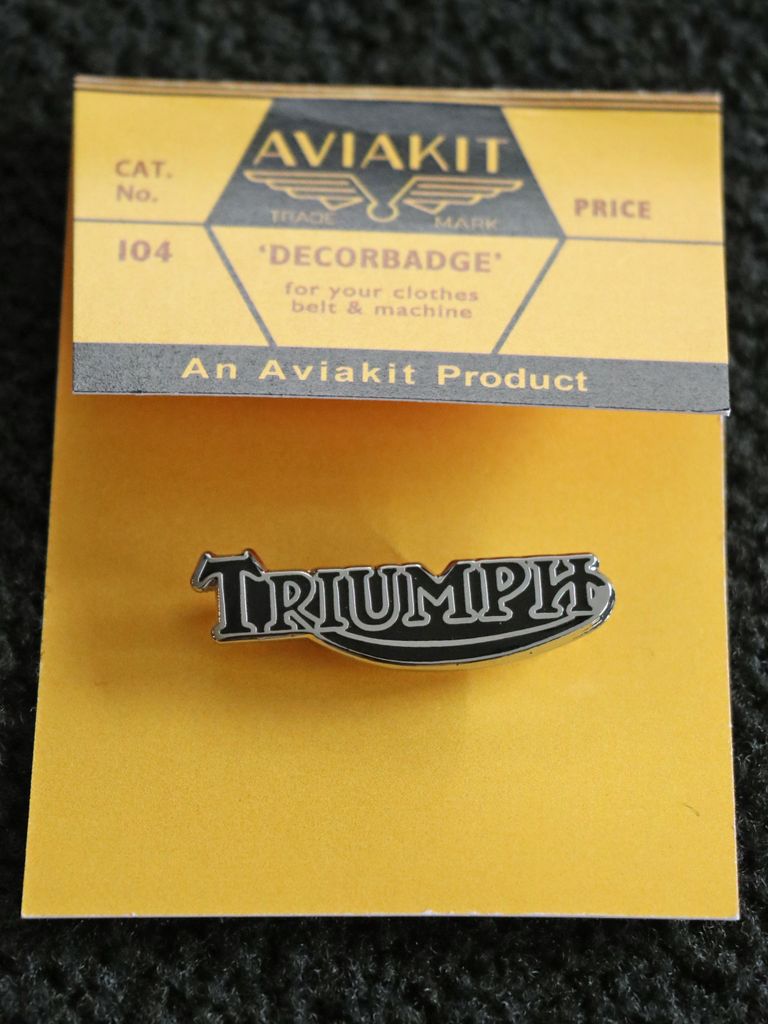 AVIAKIT
CAT.
No.
TRADE MARK
PRICE
104
'DECORBADGE'
for your clothes
belt & machine
An Aviakit Product
TRIUMPH